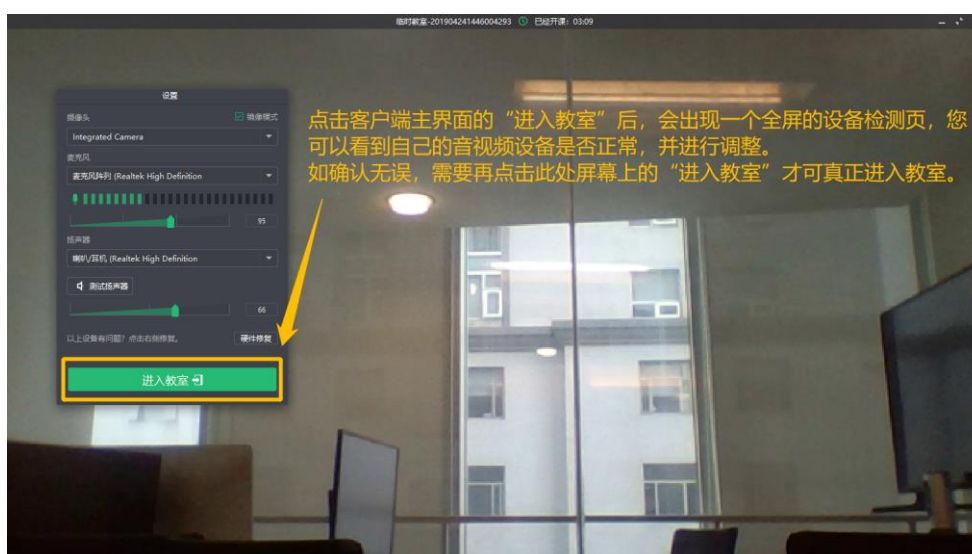 临时教室-201904241446004293 已经开课：03:09
设置
摄像头 镜像模式
Integrated Camera
麦克风
麦克风阵列 (Realtek High Definition
95
扬声器
喇叭/耳机 (Realtek High Definition
测试扬声器
66
以上设备有问题？点击右侧修复。 硬件修复
进入教室
点击客户端主界面的“进入教室”后，会出现一个全屏的设备检测页，您
可以看到自己的音视频设备是否正常，并进行调整。
如确认无误，需要再点击此处屏幕上的“进入教室”才可真正进入教室。